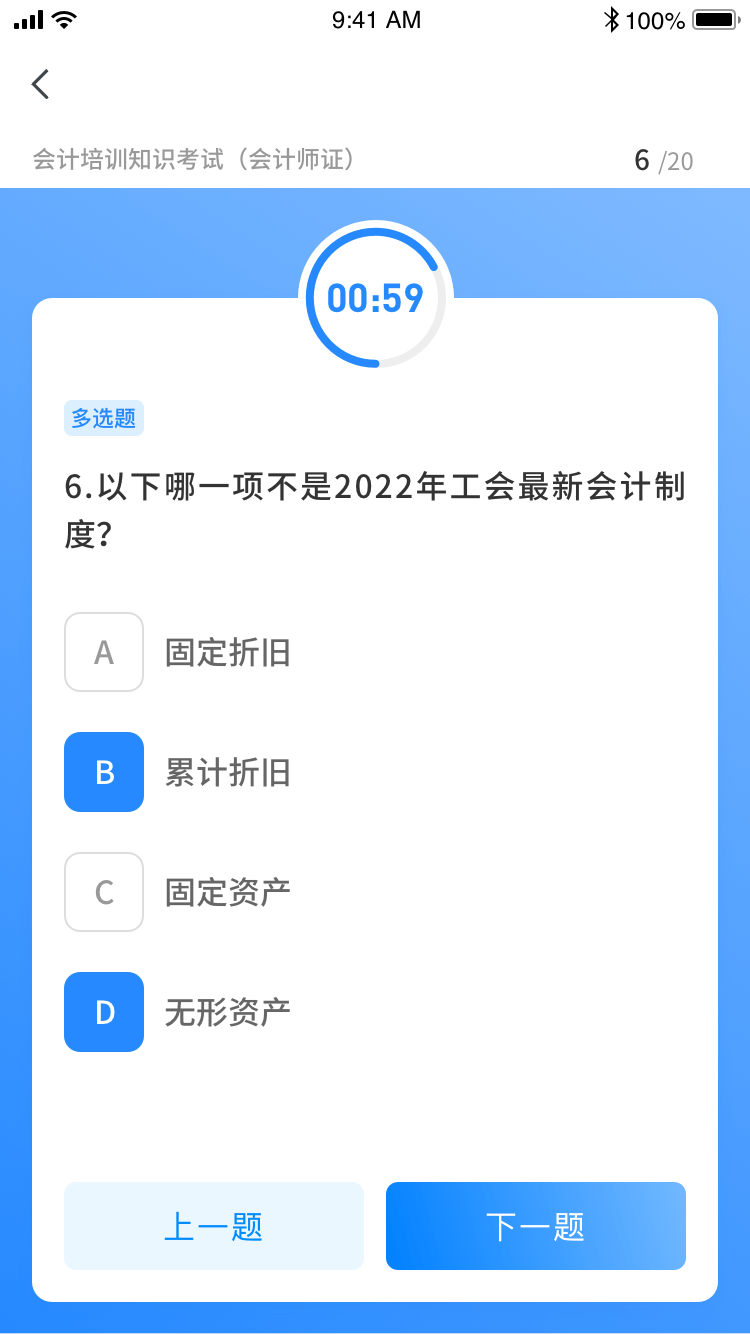 9:41 AM
100%
会计培训知识考试（会计师证）
6 /20
00:59
多选题
6.以下哪一项不是2022年工会最新会计制
度？
A
固定折旧
B
累计折旧
C
固定资产
D
无形资产
上一题
下一题